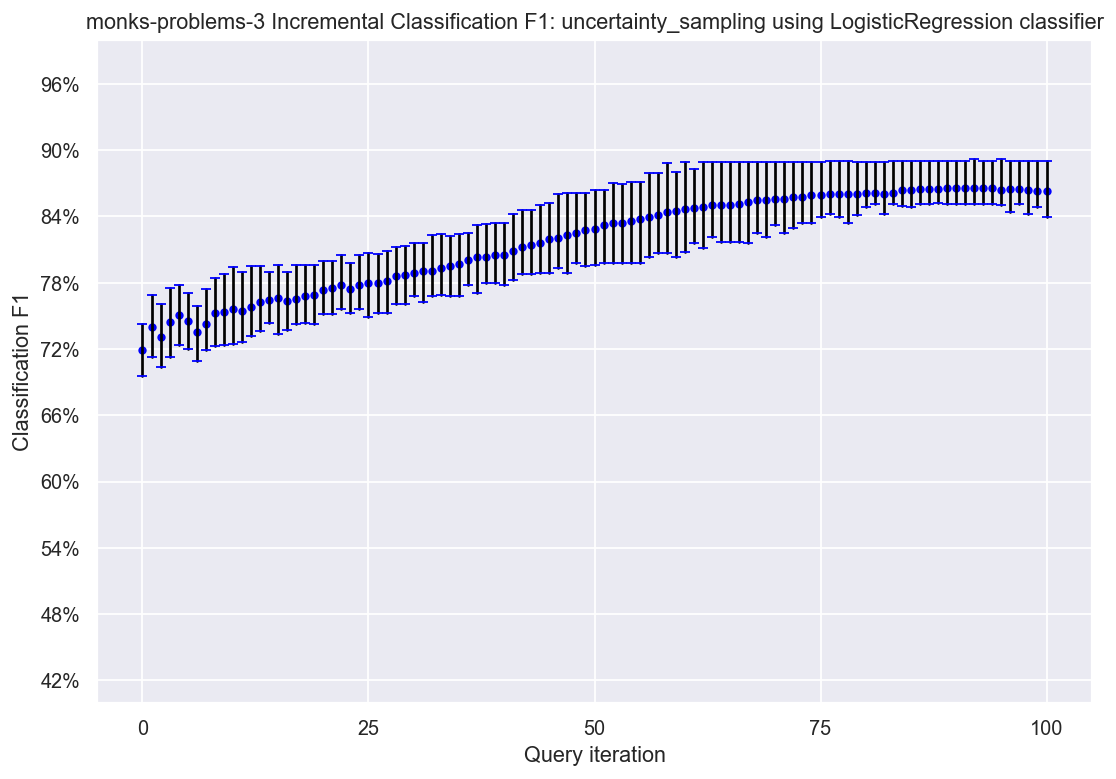 monks-problems-3 Incremental Classification F1: uncertainty_sampling using LogisticRegression classifier
96%
90%
84%
78%
72%
66%
60%
54%
48%
42%
Classification F1
0 25 50 75 100
Query iteration